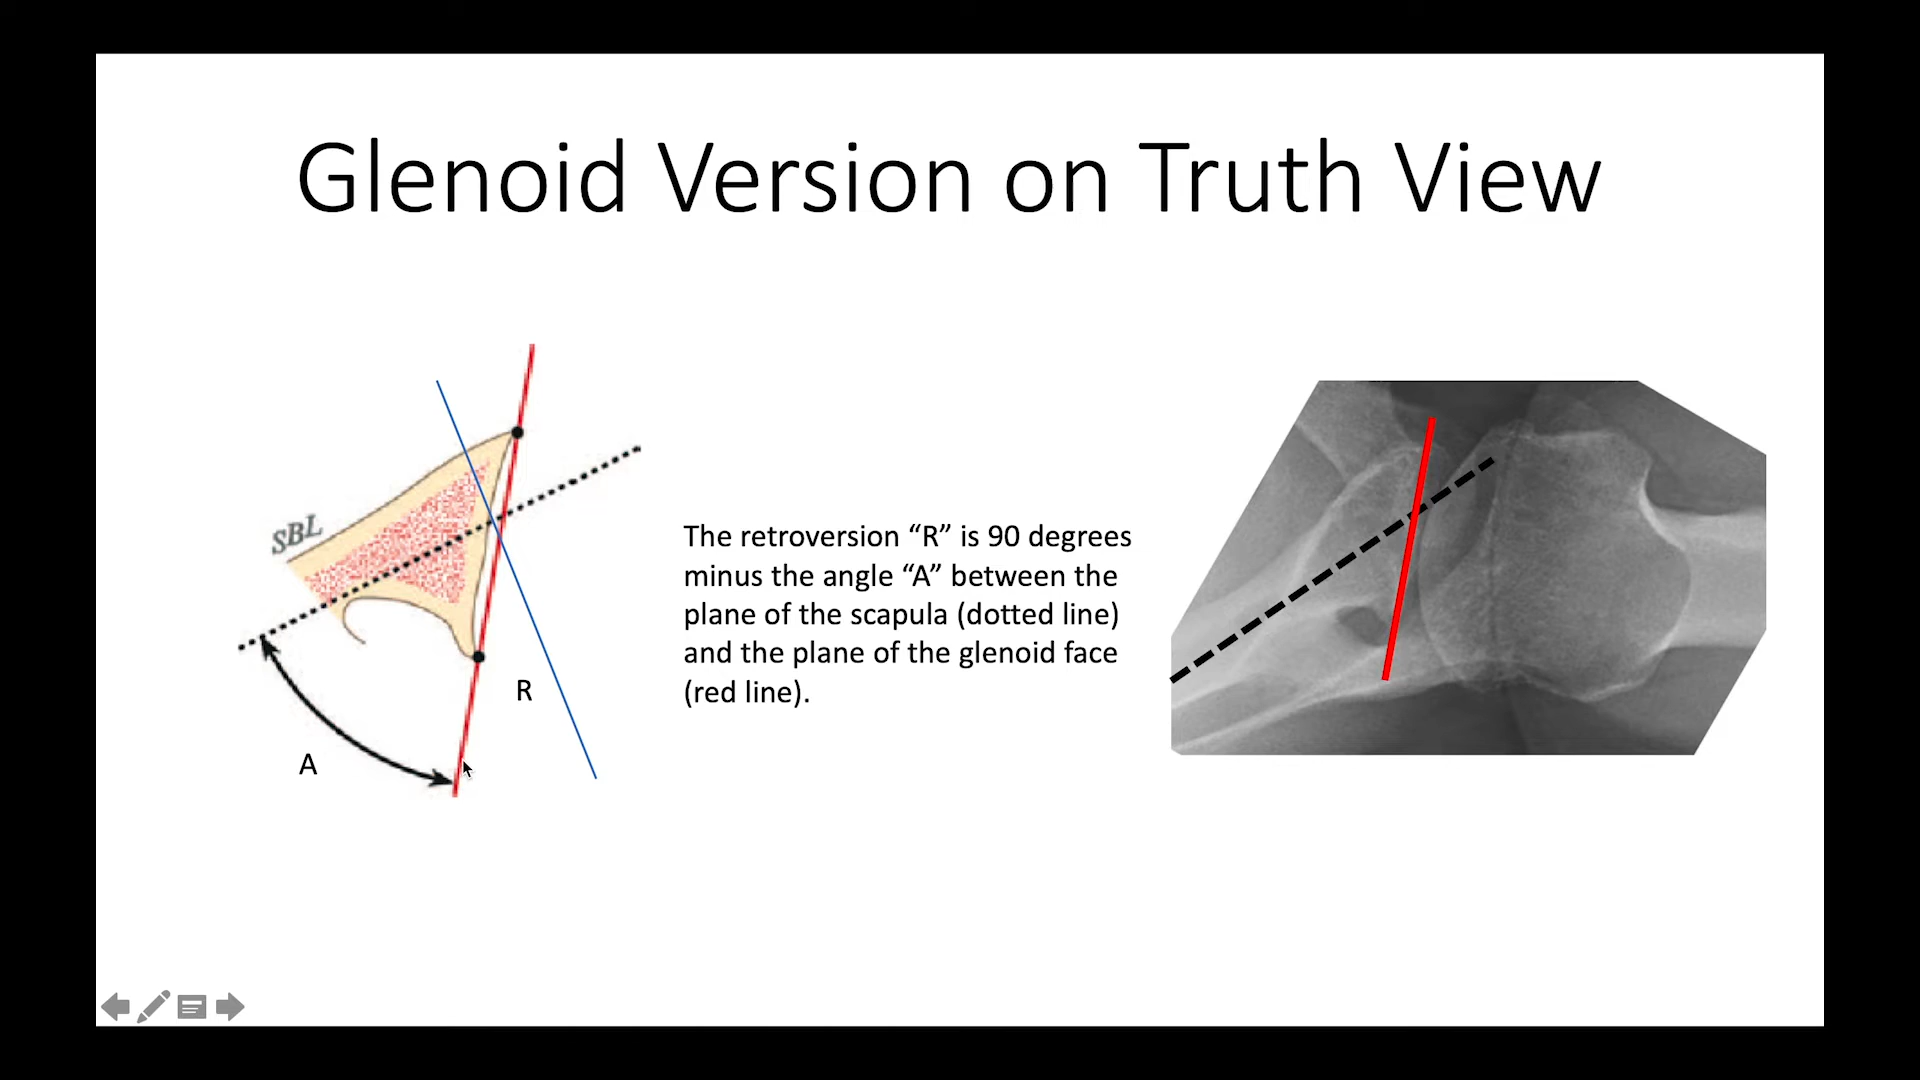 Glenoid Version on Truth View
SBL
The retroversion “R” is 90 degrees
minus the angle “A” between the
plane of the scapula (dotted line)
and the plane of the glenoid face
(red line).
R
A